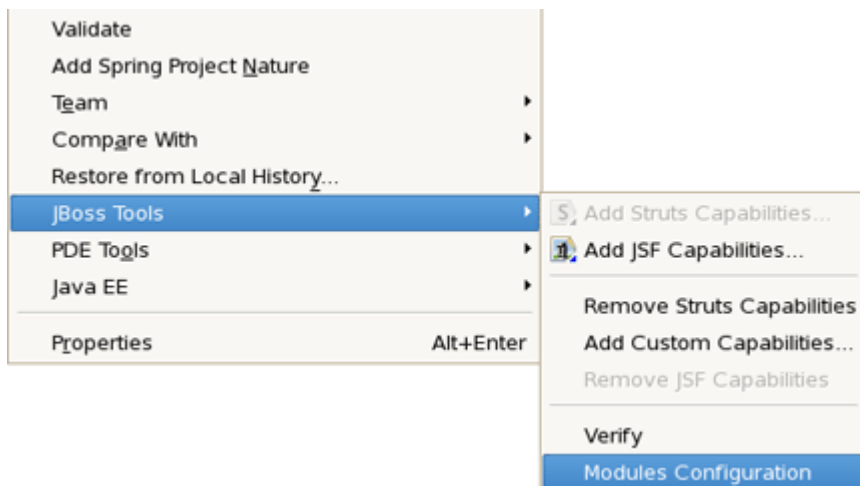 Validate
Add Spring Project Nature
Team
Compare With
Restore from Local History...
JBoss Tools
PDE Tools
Java EE
Properties Alt+Enter
Add Struts Capabilities...
Add JSF Capabilities...
Remove Struts Capabilities
Add Custom Capabilities...
Remove JSF Capabilities
Verify
Modules Configuration